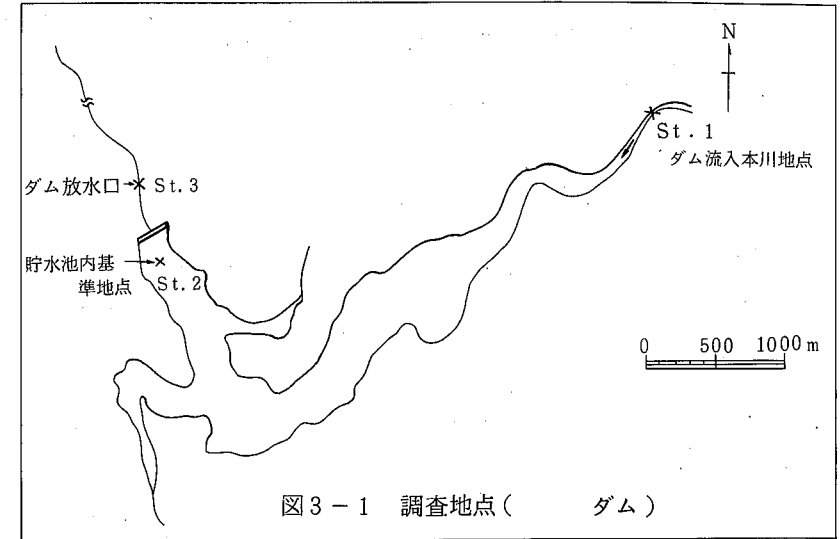 N
St.1
ダム流入本川地点
ダム放水口
St.3
貯水池内基
準地点
St.2
0 500 1000m
図3-1 調査地点( ダム)